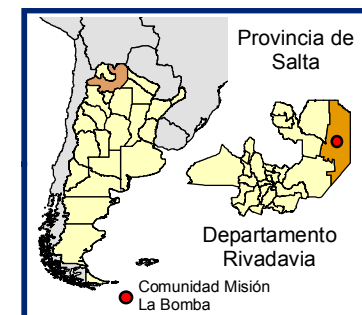 Provincia de
Salta
Departamento
Rivadavia
Comunidad Misión
La Bomba